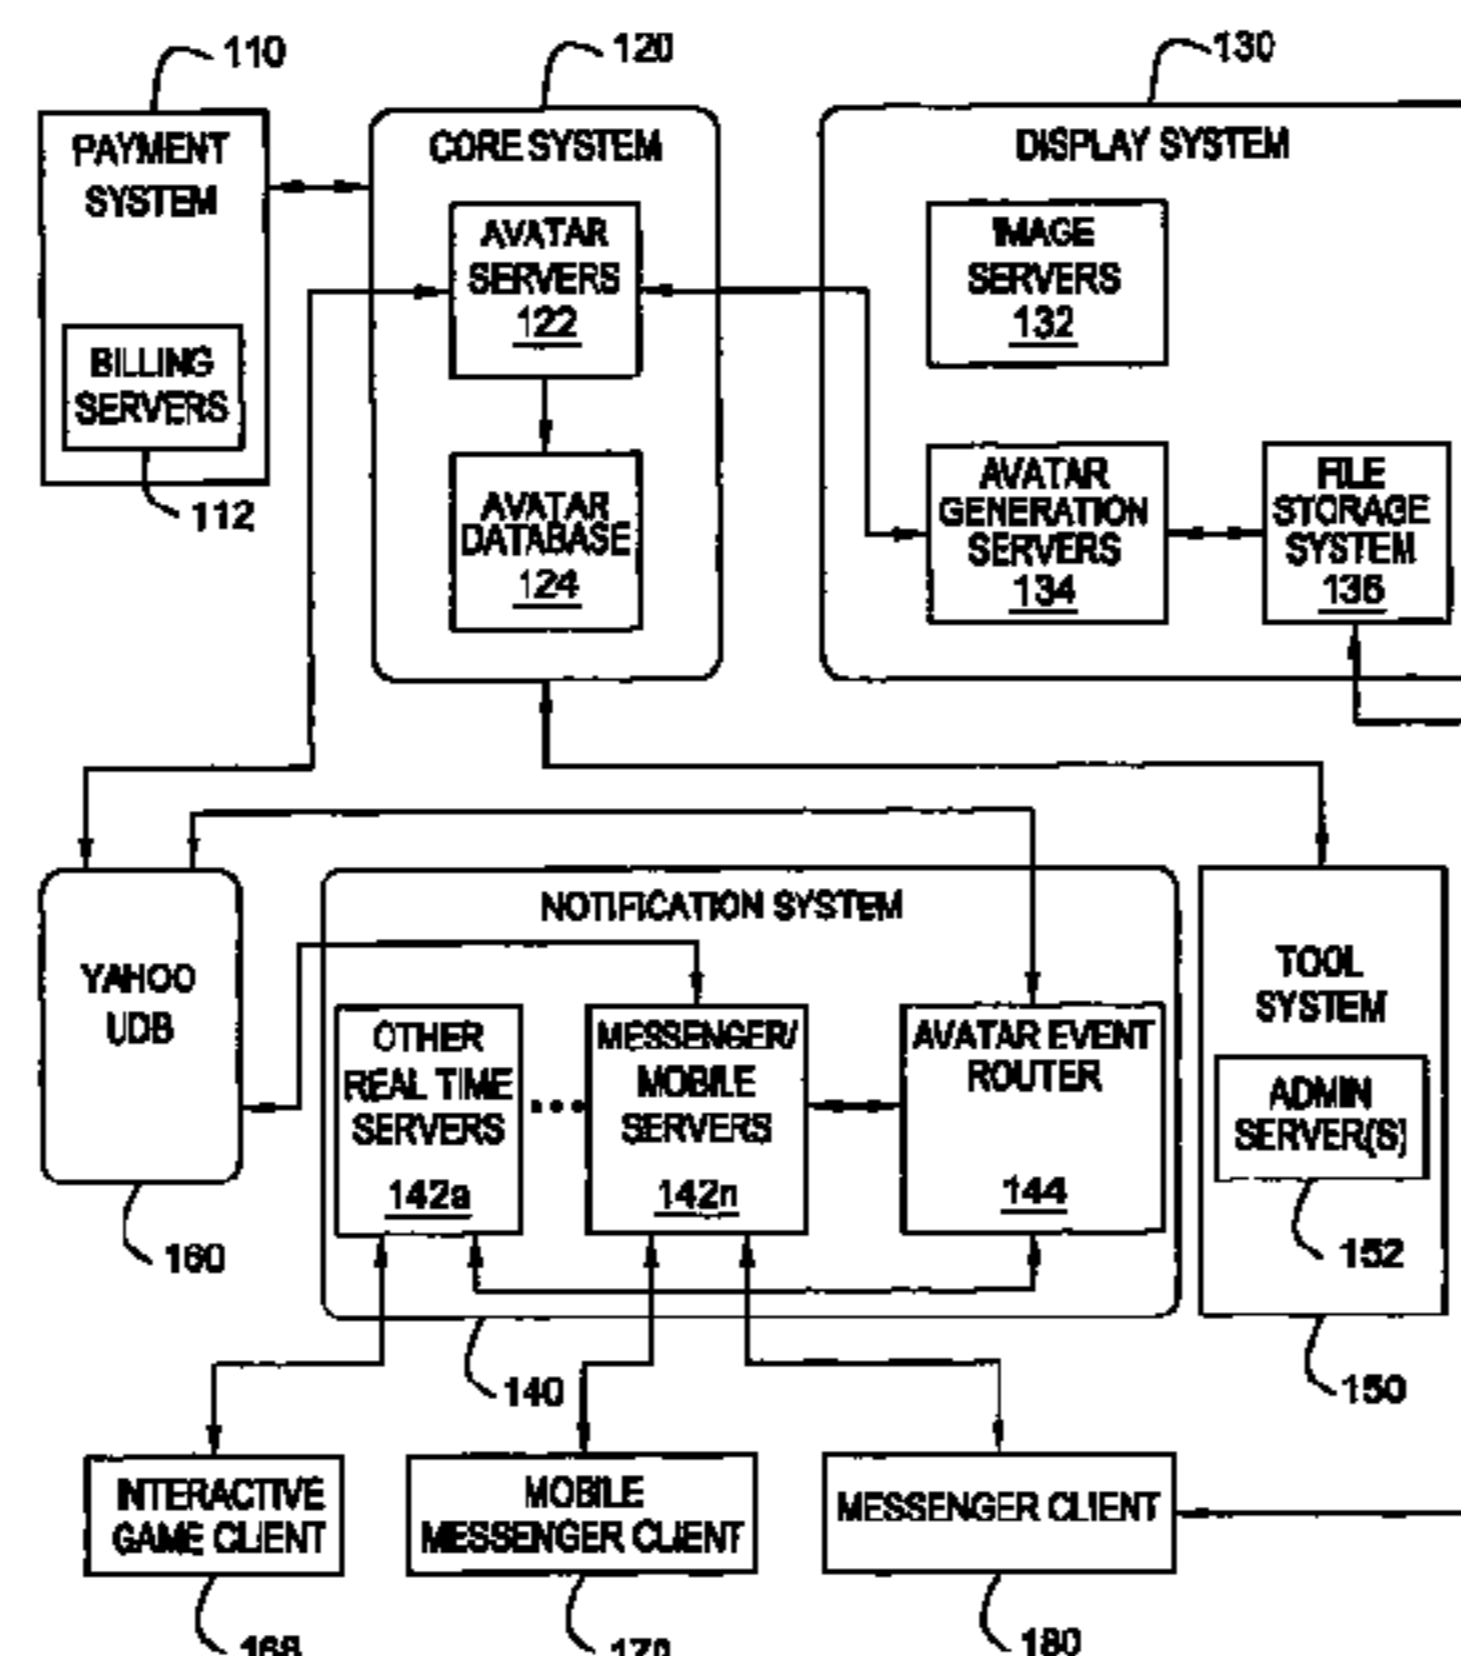 110
PAYMENT
SYSTEM
BILLING
SERVERS
112
120
CORE SYSTEM
AVATAR
SERVERS
122
AVATAR
DATABASE
124
130
DISPLAY SYSTEM
IMAGE
SERVERS
132
AVATAR
GENERATION
SERVERS
134
FILE
STORAGE
SYSTEM
136
YAHOO
UDB
160
NOTIFICATION SYSTEM
OTHER
REAL TIME
SERVERS
142a
MESSENGER/
MOBILE
SERVERS
142n
AVATAR EVENT
ROUTER
144
140
TOOL
SYSTEM
ADMIN
SERVER(S)
152
150
INTERACTIVE
GAME CLIENT
168
MOBILE
MESSENGER CLIENT
170
MESSENGER CLIENT
180